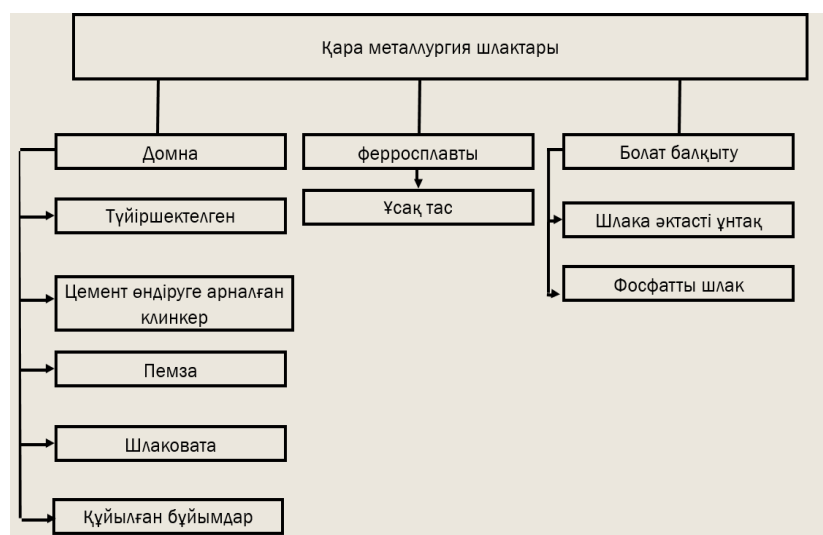 Қара металлургия шлактары
Домна
ферросплавты
Болат балқыту
Түйіршектелген
Ұсақ тас
Шлака әктасті ұнтақ
Цемент өндіруге арналған
клинкер
Фосфатты шлак
Пемза
Шлаковата
Құйылған бұйымдар